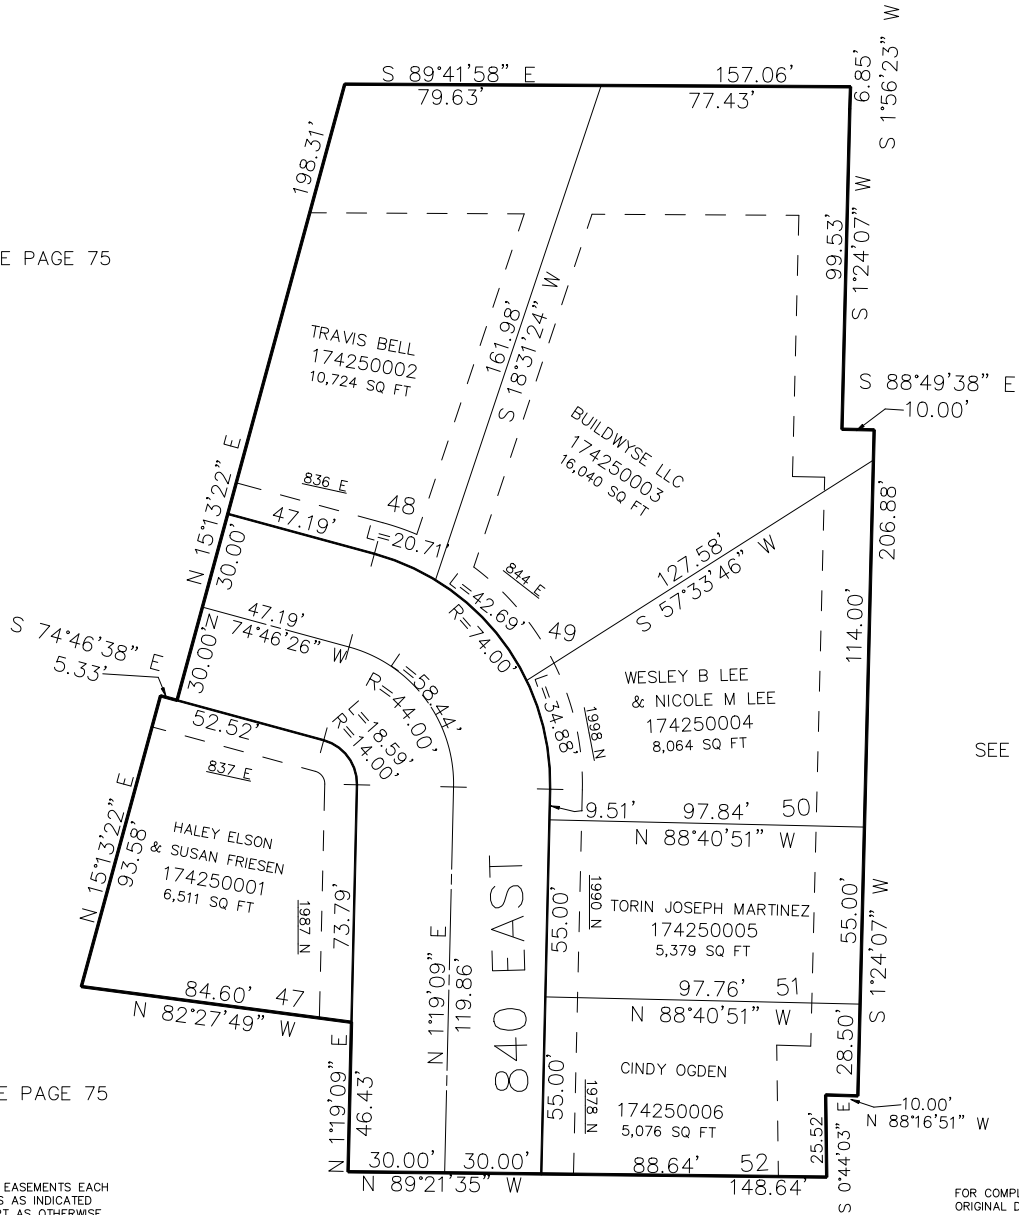 S 89°41'58" E
157.06'
79.63'
77.43'
6.85'
S 1°56'23" W
198.31'
99.53'
S 1°24'07" W
E PAGE 75
161.98'
S 18°31'24" W
TRAVIS BELL
174250002
10,724 SQ FT
S 88°49'38" E
10.00'
BUILDWYSE LLC
174250003
16,040 SQ FT
N 15°13'22" E
836 E
48
47.19'
L=20.71'
206.88'
30.00'
127.58'
S 57°33'46" W
844 E
L=42.69'
R=74.00'
49
114.00'
47.19'
N 74°46'26" W
S 74°46'38" E
5.33'
30.00'
L=58.44'
R=44.00'
L=18.59'
R=14.00'
L=34.88'
1998 N
WESLEY B LEE
& NICOLE M LEE
174250004
8,064 SQ FT
SEE
52.52'
837 E
9.51'
97.84'
50
N 88°40'51" W
N 15°13'22" E
93.58'
HALEY ELSON
& SUSAN FRIESEN
174250001
6,511 SQ FT
1987 N
73.79'
N 1°19'09" E
119.86'
840 EAST
55.00'
1990 N
TORIN JOSEPH MARTINEZ
174250005
5,379 SQ FT
55.00'
S 1°24'07" W
84.60'
47
N 82°27'49" W
97.76'
51
N 88°40'51" W
28.50'
N 1°19'09" E
46.43'
55.00'
1978 N
CINDY OGDEN
174250006
5,076 SQ FT
E PAGE 75
10.00'
N 88°16'51" W
25.52'
S 0°44'03" E
30.00'
30.00'
88.64'
52
N 89°21'35" W
148.64'
EASEMENTS EACH
S AS INDICATED
T AS OTHERWISE
FOR COMPL
ORIGINAL D